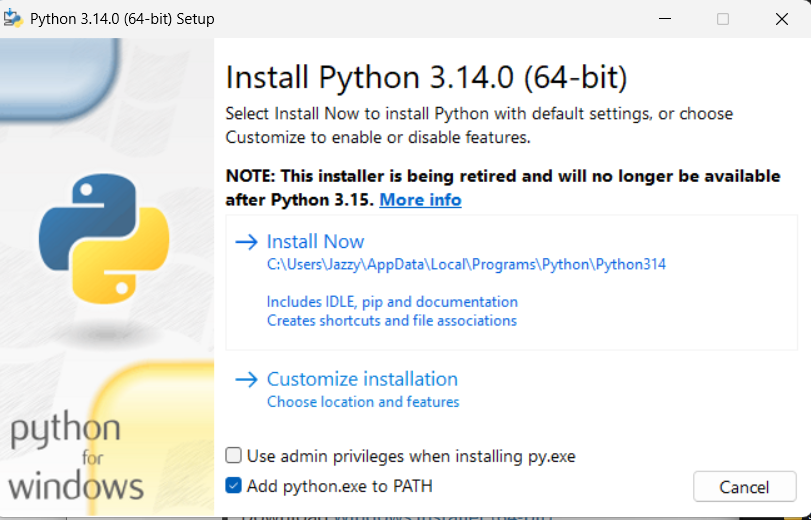 Python 3.14.0 (64-bit) Setup
Install Python 3.14.0 (64-bit)
Select Install Now to install Python with default settings, or choose
Customize to enable or disable features.
NOTE: This installer is being retired and will no longer be available
after Python 3.15. More info
Install Now
C:\Users\Jazzy\AppData\Local\Programs\Python\Python314
Includes IDLE, pip and documentation
Creates shortcuts and file associations
Customize installation
Choose location and features
Use admin privileges when installing py.exe
Add python.exe to PATH
Cancel
python
for
windows